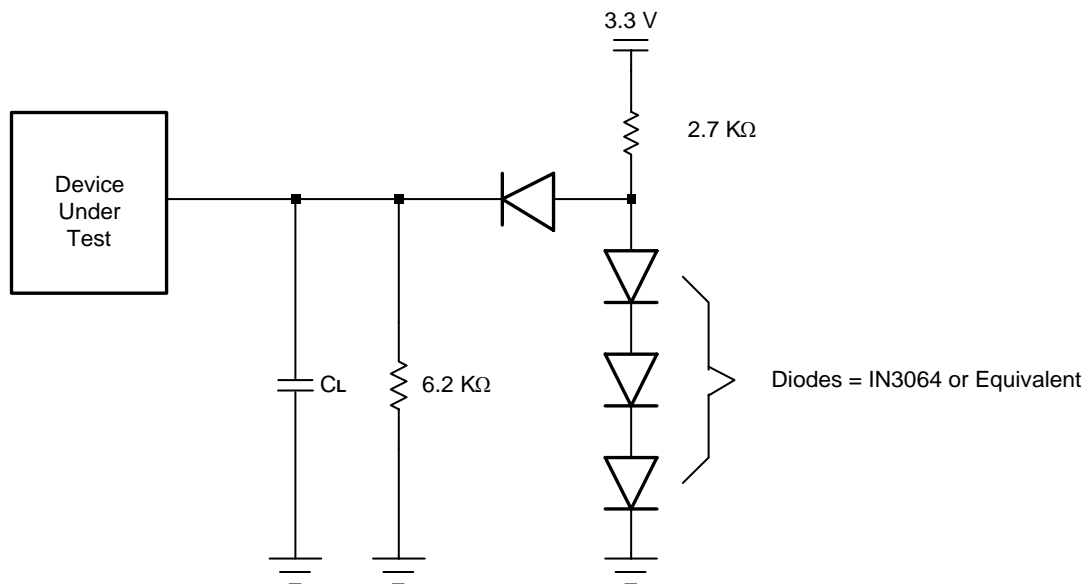 3.3 V
2.7 KΩ
Device
Under
Test
CL
6.2 KΩ
Diodes = IN3064 or Equivalent